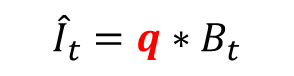 Î_t = q * B_t